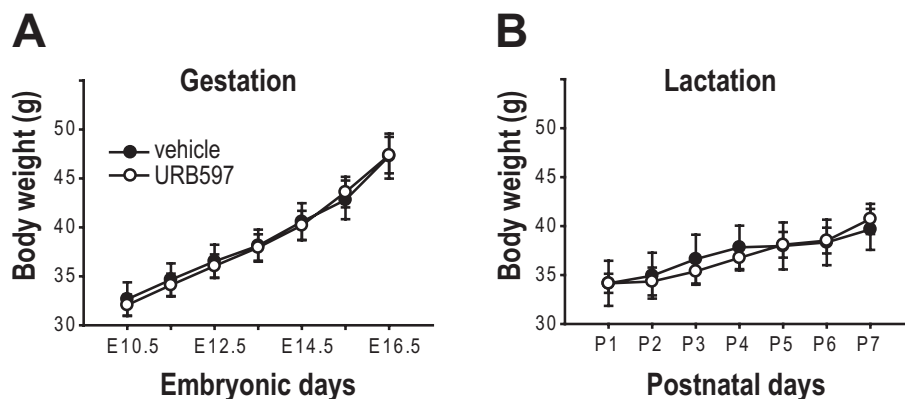 A
Gestation
Body weight (g)
50
45
40
35
30
vehicle
URB597
E10.5
E12.5
E14.5
E16.5
Embryonic days
B
Lactation
Body weight (g)
50
45
40
35
30
P1
P2
P3
P4
P5
P6
P7
Postnatal days